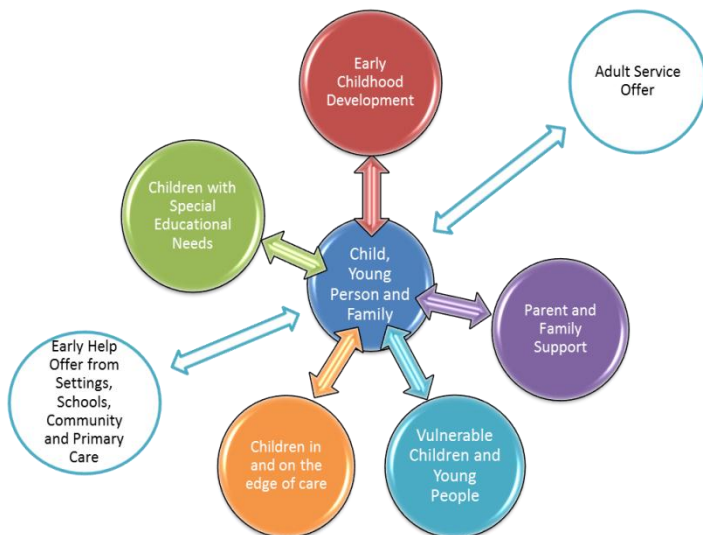 Early
Childhood
Development
Adult Service
Offer
Children with
Special
Educational
Needs
Child,
Young
Person and
Family
Parent and
Family
Support
Early Help
Offer from
Settings,
Schools,
Community
and Primary
Care
Children in
and on the
edge of care
Vulnerable
Children and
Young
People